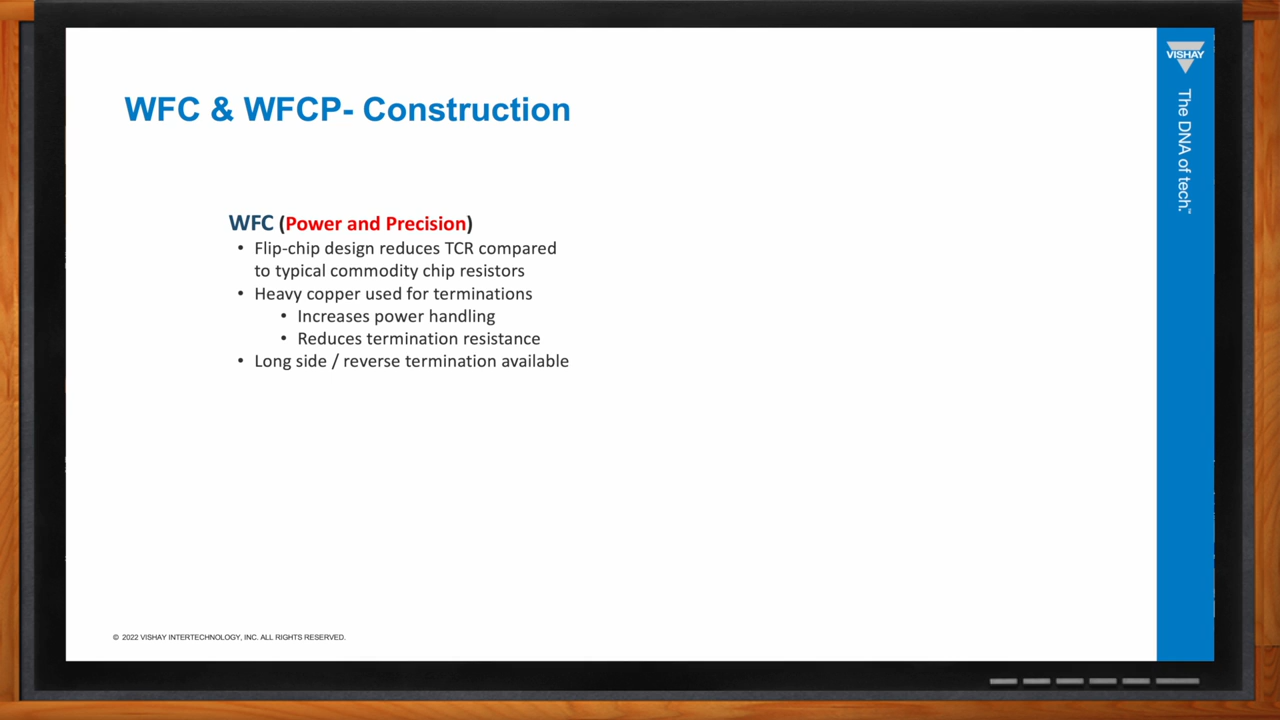 VISHAY
The DNA of tech.™
WFC & WFCP- Construction
WFC (Power and Precision)
• Flip-chip design reduces TCR compared
to typical commodity chip resistors
• Heavy copper used for terminations
• Increases power handling
• Reduces termination resistance
• Long side / reverse termination available
© 2022 VISHAY INTERTECHNOLOGY, INC. ALL RIGHTS RESERVED.